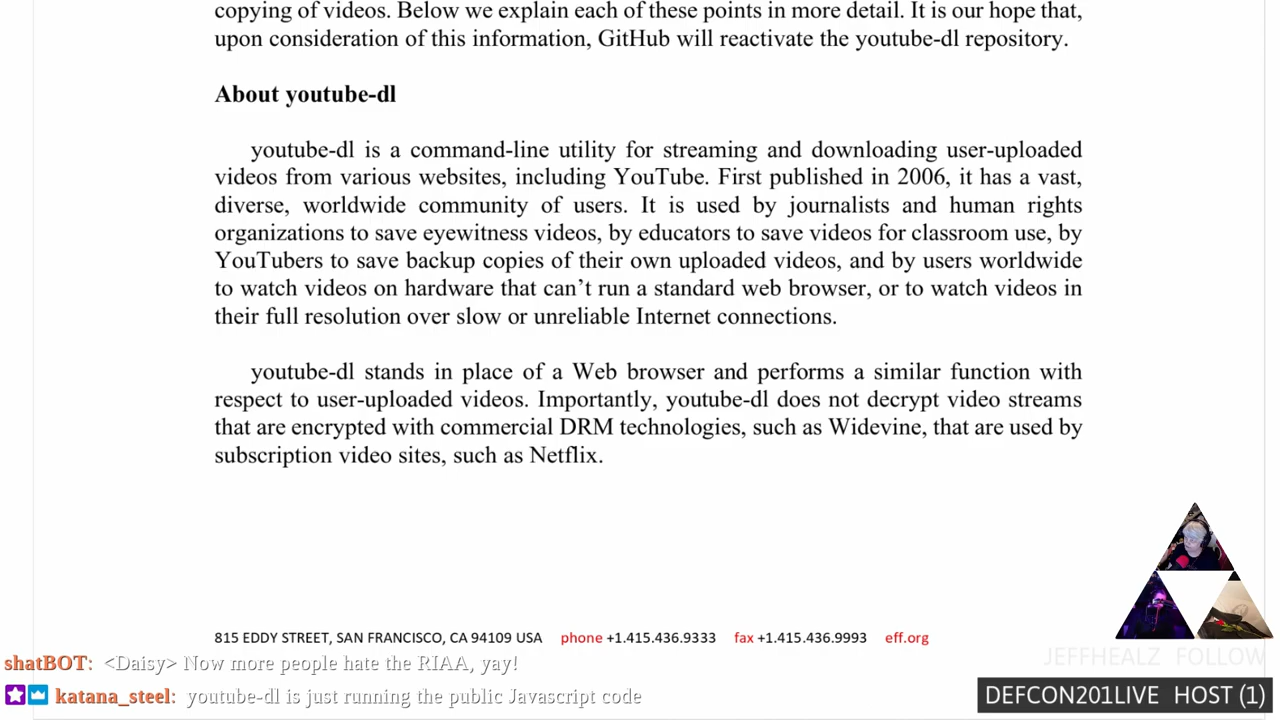 copying of videos. Below we explain each of these points in more detail. It is our hope that,
upon consideration of this information, GitHub will reactivate the youtube-dl repository.
About youtube-dl
youtube-dl is a command-line utility for streaming and downloading user-uploaded
videos from various websites, including YouTube. First published in 2006, it has a vast,
diverse, worldwide community of users. It is used by journalists and human rights
organizations to save eyewitness videos, by educators to save videos for classroom use, by
YouTubers to save backup copies of their own uploaded videos, and by users worldwide
to watch videos on hardware that can’t run a standard web browser, or to watch videos in
their full resolution over slow or unreliable Internet connections.
youtube-dl stands in place of a Web browser and performs a similar function with
respect to user-uploaded videos. Importantly, youtube-dl does not decrypt video streams
that are encrypted with commercial DRM technologies, such as Widevine, that are used by
subscription video sites, such as Netflix.
815 EDDY STREET, SAN FRANCISCO, CA 94109 USA phone +1.415.436.9333 fax +1.415.436.9993 eff.org
shatBOT: <Daisy> Now more people hate the RIAA, yay!
JEFFHEALZ FOLLOW
katana_steel: youtube-dl is just running the public Javascript code
DEFCON201LIVE HOST (1)